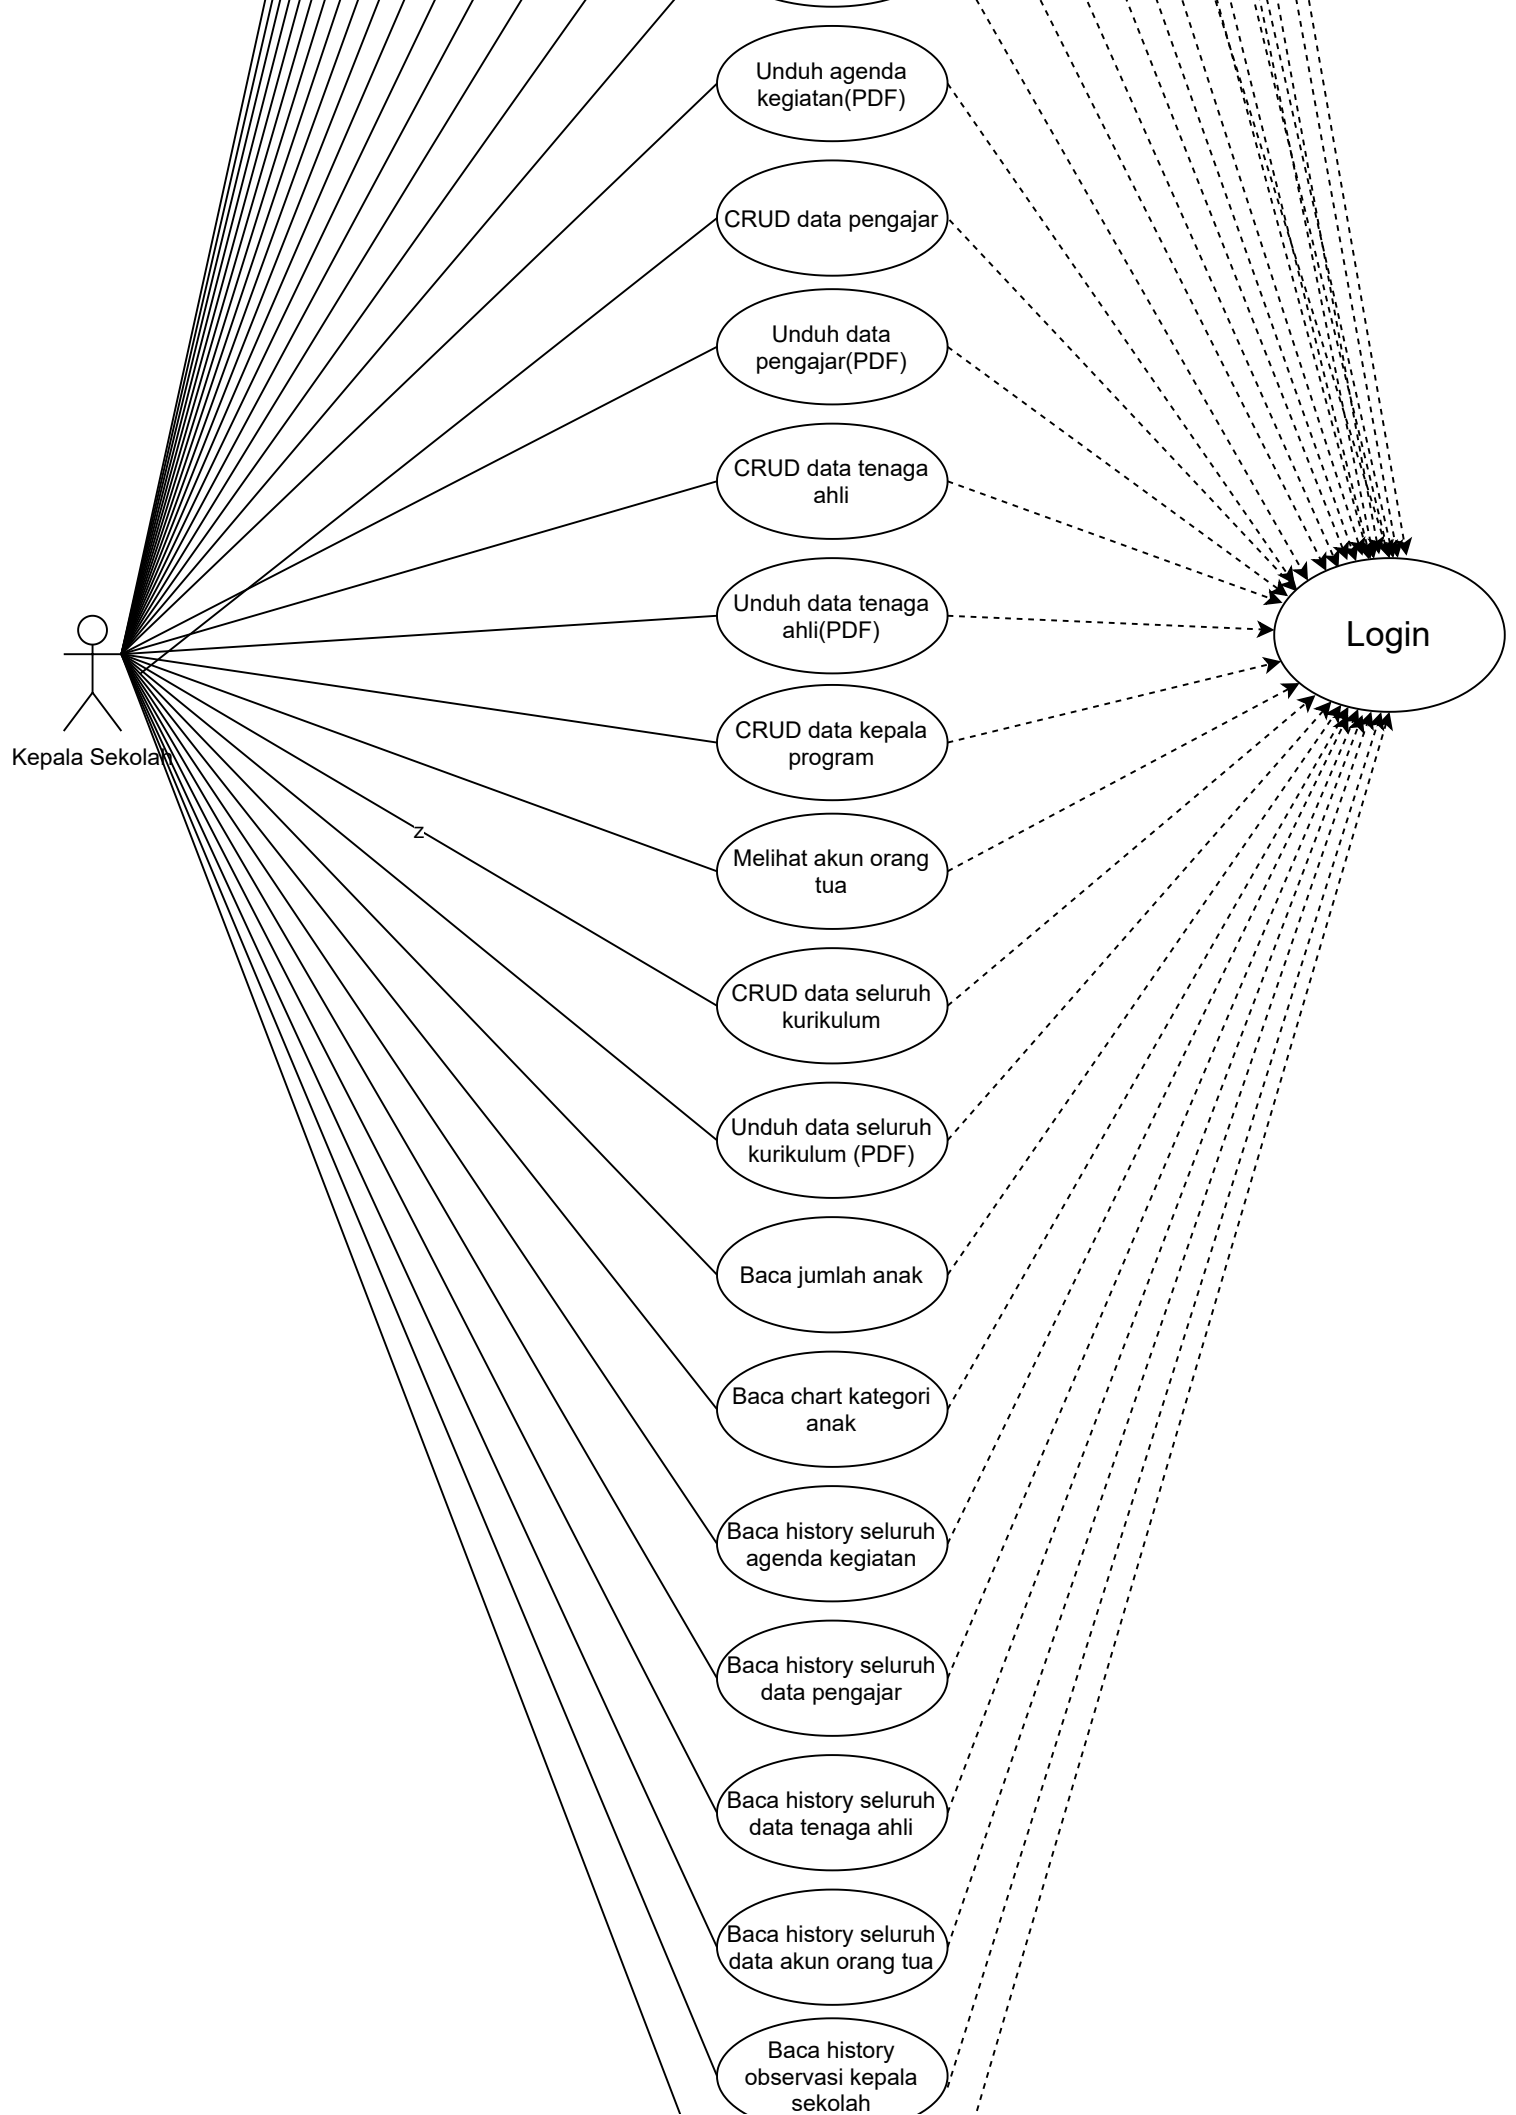 Unduh agenda
kegiatan(PDF)
CRUD data pengajar
Unduh data
pengajar(PDF)
CRUD data tenaga
ahli
Unduh data tenaga
ahli(PDF)
Login
Kepala Sekolah
CRUD data kepala
program
z
Melihat akun orang
tua
CRUD data seluruh
kurikulum
Unduh data seluruh
kurikulum (PDF)
Baca jumlah anak
Baca chart kategori
anak
Baca history seluruh
agenda kegiatan
Baca history seluruh
data pengajar
Baca history seluruh
data tenaga ahli
Baca history seluruh
data akun orang tua
Baca history
observasi kepala
sekolah